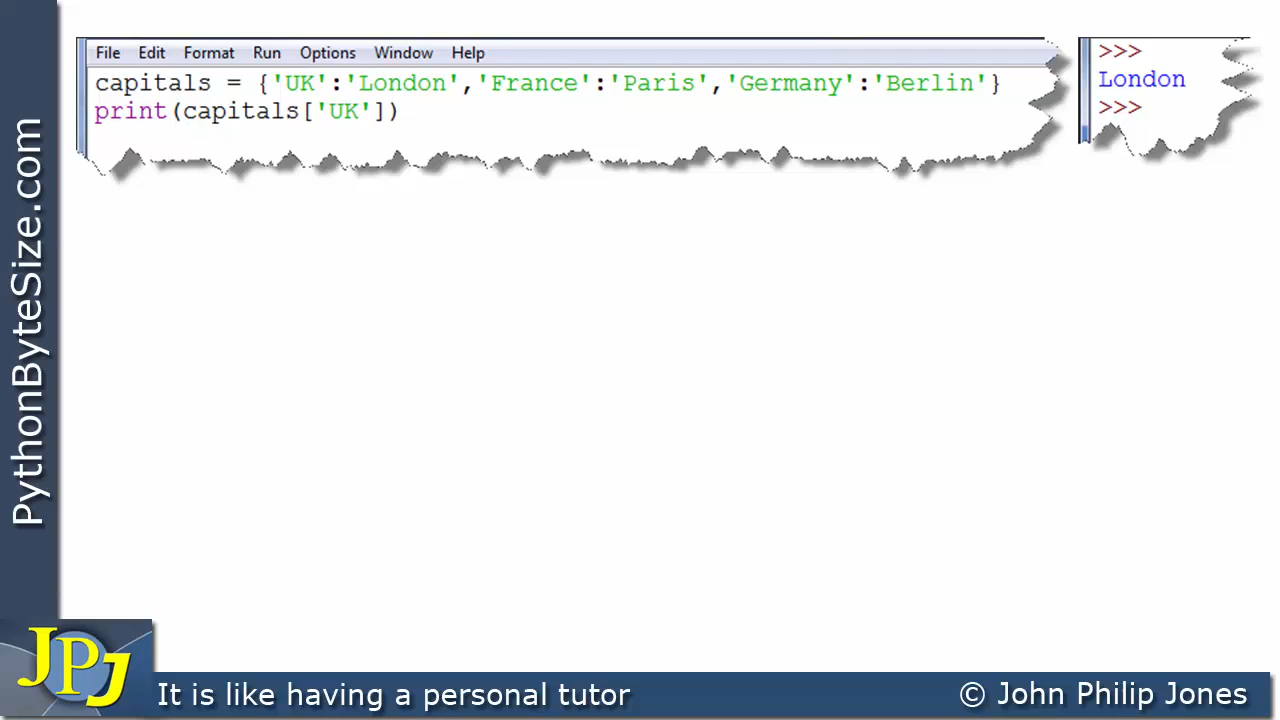 File Edit Format Run Options Window Help
capitals = {'UK':'London','France':'Paris','Germany':'Berlin'}
print(capitals['UK'])
>>>
London
>>>
PythonByteSize.com
JPJ
It is like having a personal tutor
© John Philip Jones